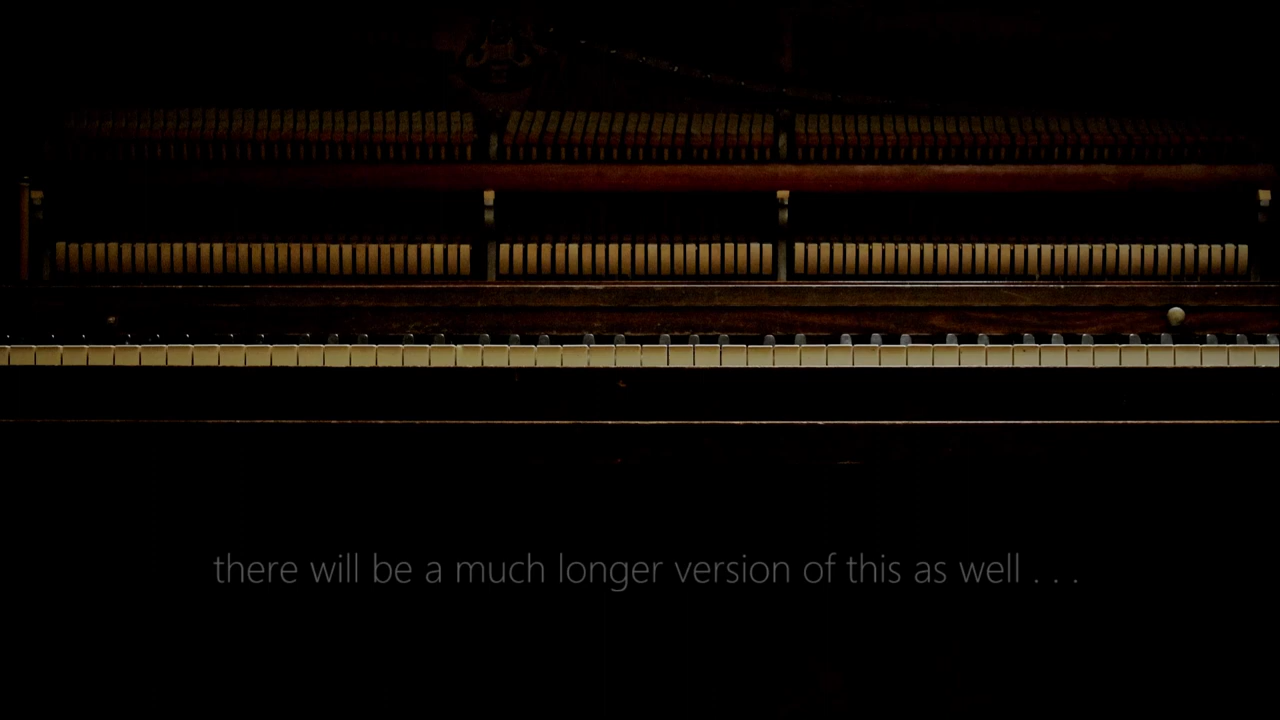 there will be a much longer version of this as well . . .